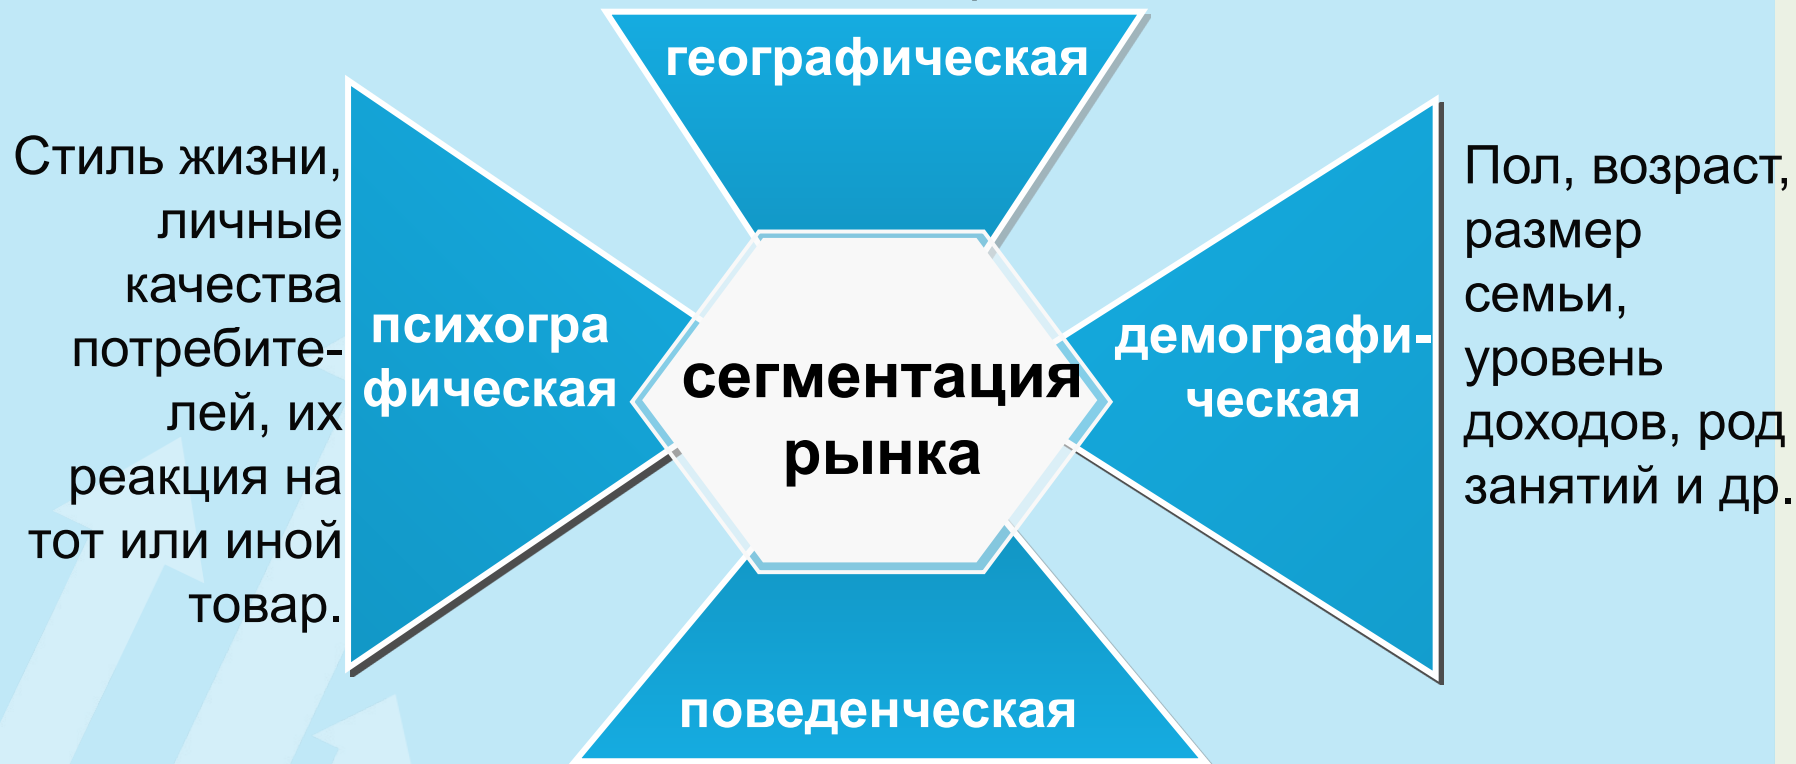 географическая
Стиль жизни,
личные
качества
потребите-
лей, их
реакция на
тот или иной
товар.
психогра
фическая
сегментация
рынка
демографи-
ческая
Пол, возраст,
размер
семьи,
уровень
доходов, род
занятий и др.
поведенческая